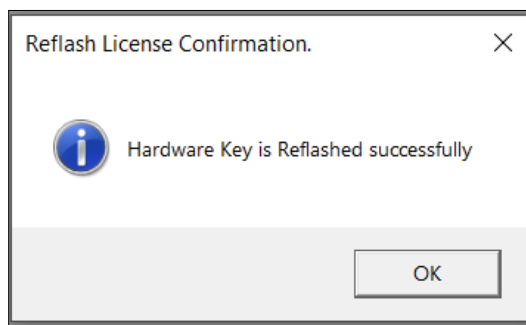 Reflash License Confirmation.
Hardware Key is Reflashed successfully
OK